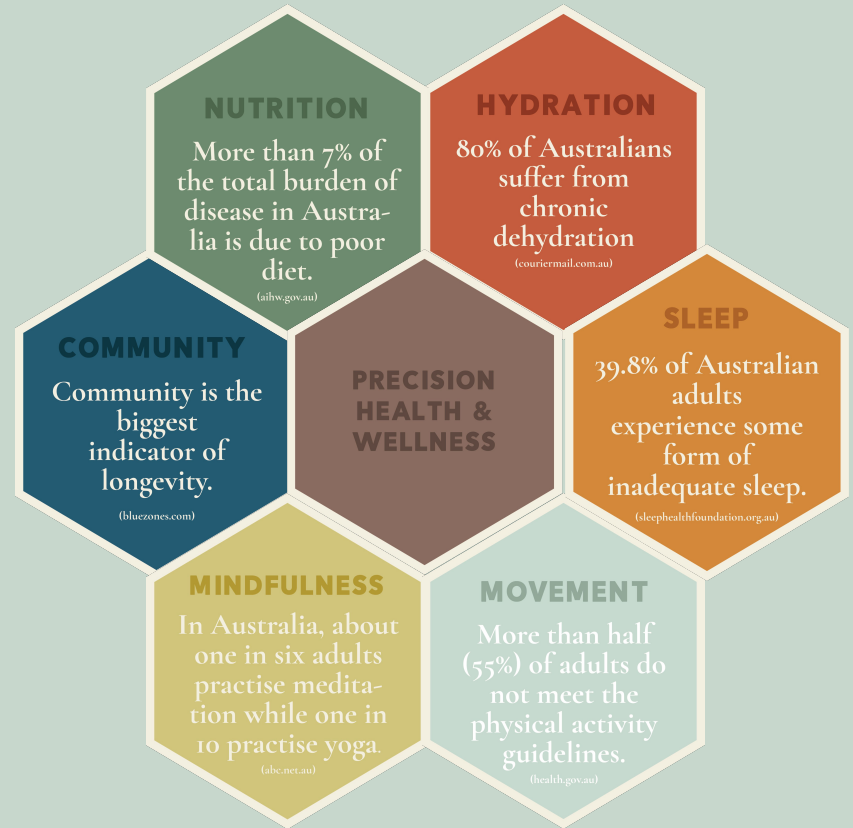 NUTRITION
More than 7% of
the total burden of
disease in Austra-
lia is due to poor
diet.
(aihw.gov.au)
HYDRATION
80% of Australians
suffer from
chronic
dehydration
(couriermail.com.au)
COMMUNITY
Community is the
biggest
indicator of
longevity.
(bluezones.com)
PRECISION
HEALTH &
WELLNESS
SLEEP
39.8% of Australian
adults
experience some
form of
inadequate sleep.
(sleephealthfoundation.org.au)
MINDFULNESS
In Australia, about
one in six adults
practise medita-
tion while one in
10 practise yoga.
(abc.net.au)
MOVEMENT
More than half
(55%) of adults do
not meet the
physical activity
guidelines.
(health.gov.au)